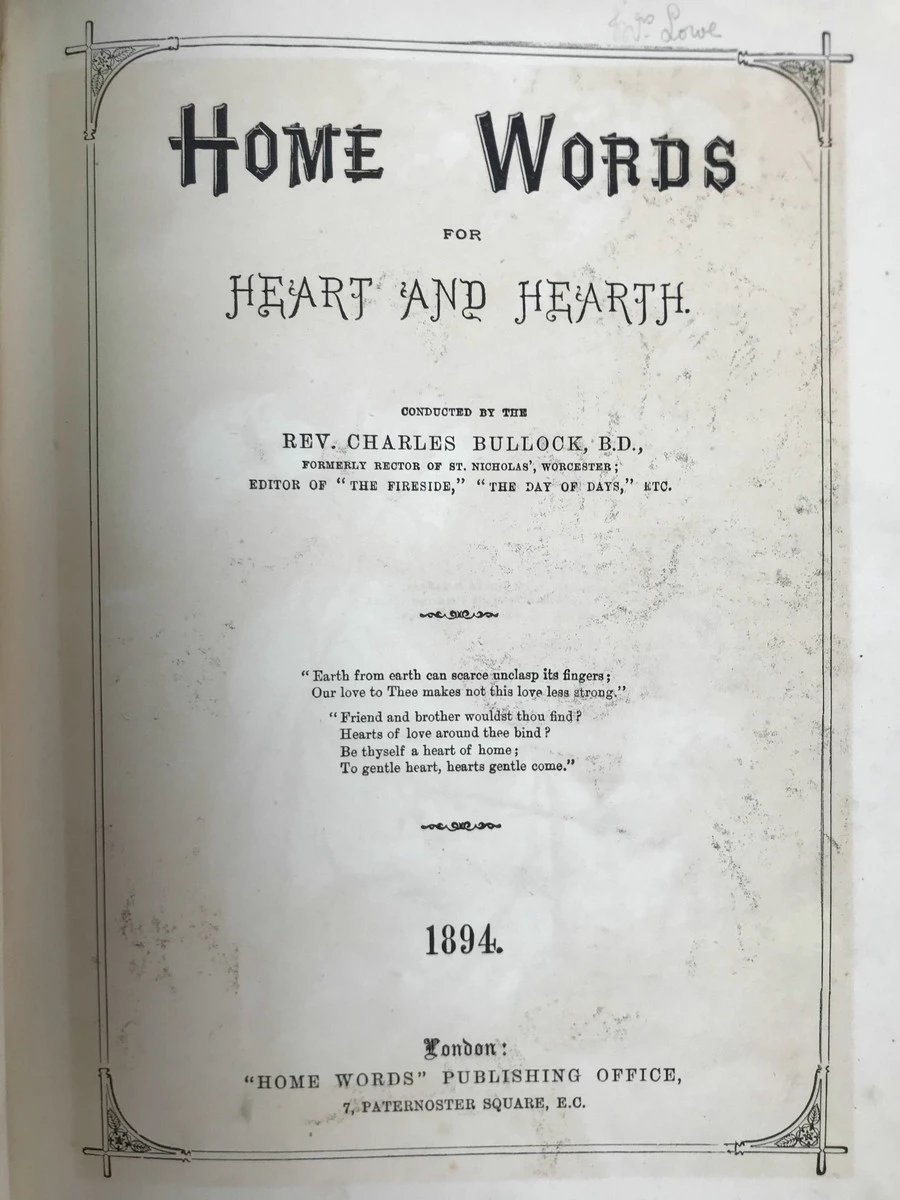 Lowe
HOME WORDS
FOR
HEART AND HEARTH.
CONDUCTED BY THE
REV. CHARLES BULLOCK, B.D.,
FORMERLY RECTOR OF ST. NICHOLAS', WORCESTER;
EDITOR OF "THE FIRESIDE," "THE DAY OF DAYS," ETC.
"Earth from earth can scarce unclasp its fingers;
Our love to Thee makes not this love less strong."
"Friend and brother wouldst thou find?
Hearts of love around thee bind?
Be thyself a heart of home;
To gentle heart, hearts gentle come."
1894.
London:
"HOME WORDS" PUBLISHING OFFICE,
7, PATERNOSTER SQUARE, E.C.